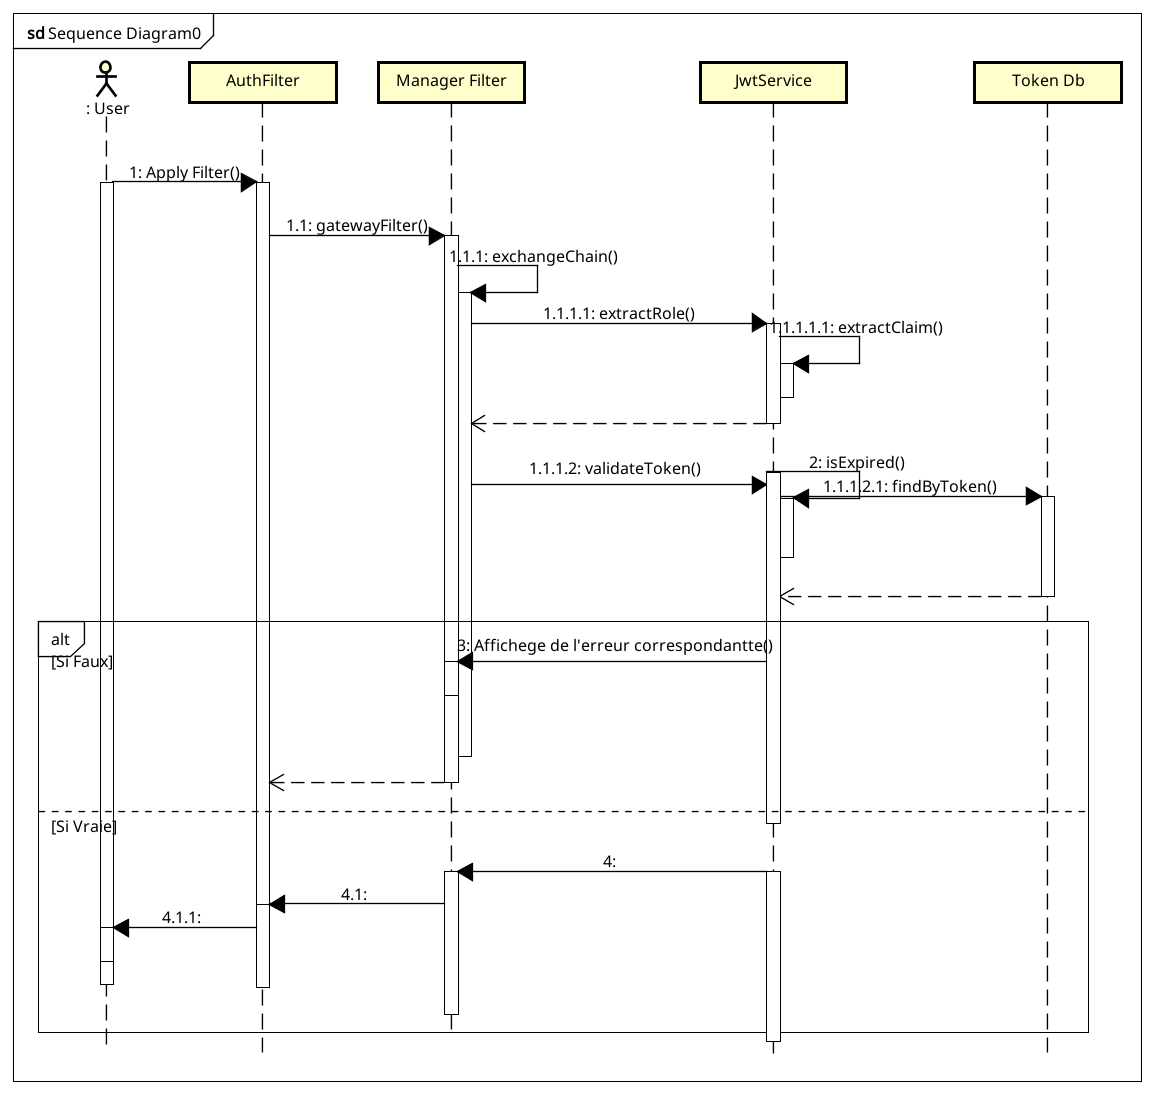 sd Sequence Diagram0
: User
AuthFilter
Manager Filter
JwtService
Token Db
1: Apply Filter()
1.1: gatewayFilter()
1.1.1: exchangeChain()
1.1.1.1: extractRole()
1.1.1.1.1: extractClaim()
2: isExpired()
1.1.1.2: validateToken()
1.1.1.2.1: findByToken()
alt
3: Affichege de l'erreur correspondantte()
[Si Faux]
[Si Vraie]
4:
4.1:
4.1.1: